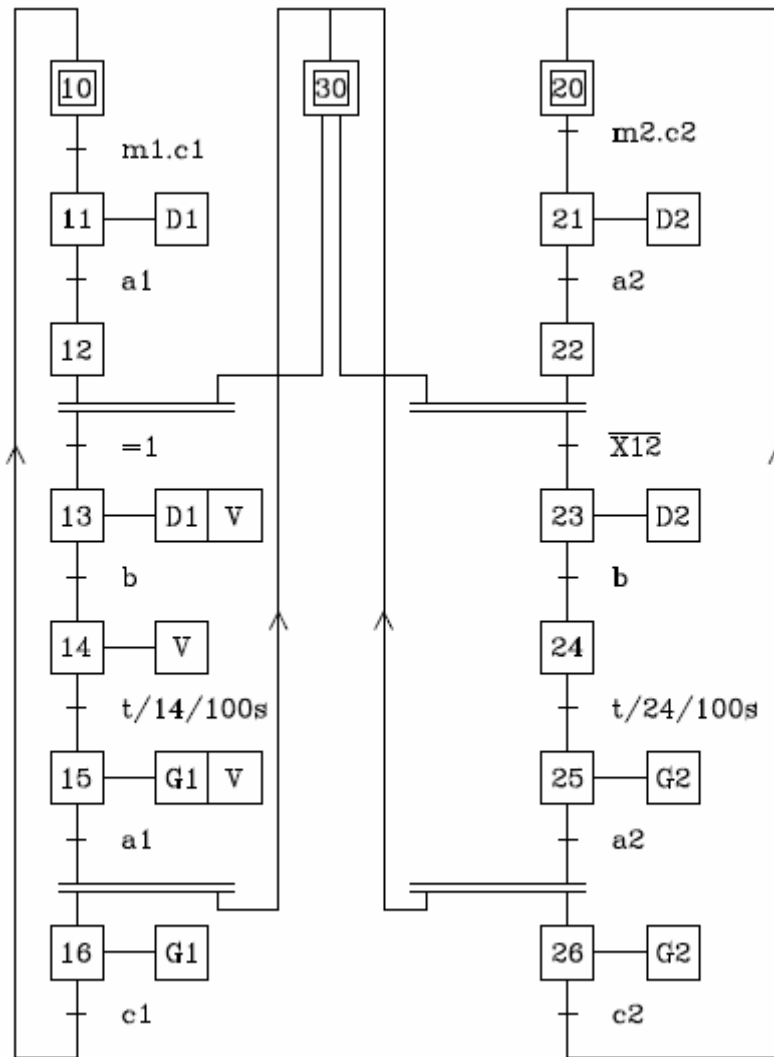 10 30 20
m1.c1 m2.c2
11 D1 21 D2
a1 a2
12 22
=1 X̅1̅2̅
13 D1 V 23 D2
b b
14 V 24
t/14/100s t/24/100s
15 G1 V 25 G2
a1 a2
16 G1 26 G2
c1 c2